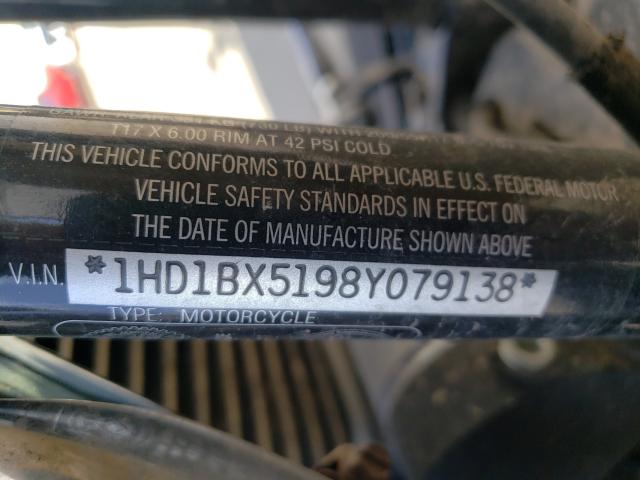 T17 X 6.00 RIM AT 42 PSI COLD
THIS VEHICLE CONFORMS TO ALL APPLICABLE U.S. FEDERAL MOTOR
VEHICLE SAFETY STANDARDS IN EFFECT ON
THE DATE OF MANUFACTURE SHOWN ABOVE
V.I.N. *1HD1BX5198Y079138*
TYPE: MOTORCYCLE